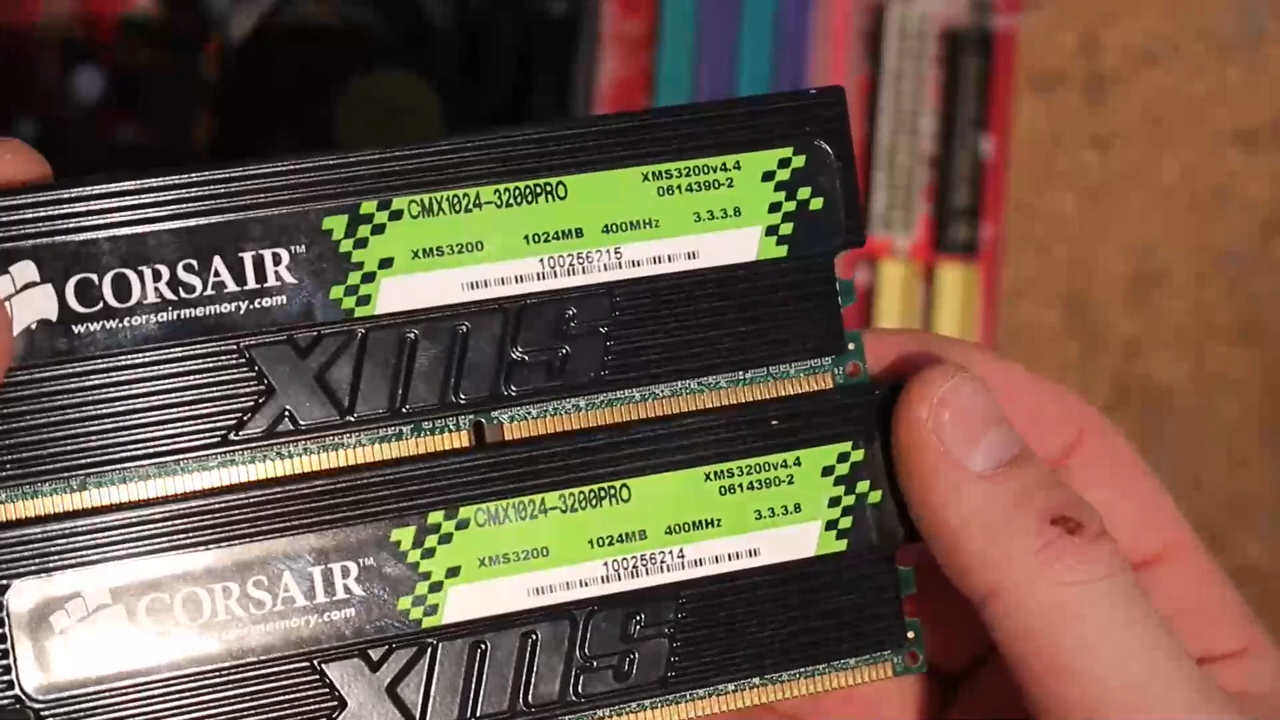 CMX1024-3200PRO
XMS3200v4.4
0614390-2
XMS3200 1024MB 400MHz 3.3.3.8
100256215
CORSAIR™
www.corsairmemory.com
XMS
CMX1024-3200PRO
XMS3200v4.4
0614390-2
XMS3200 1024MB 400MHz 3.3.3.8
100256214
CORSAIR™
XMS